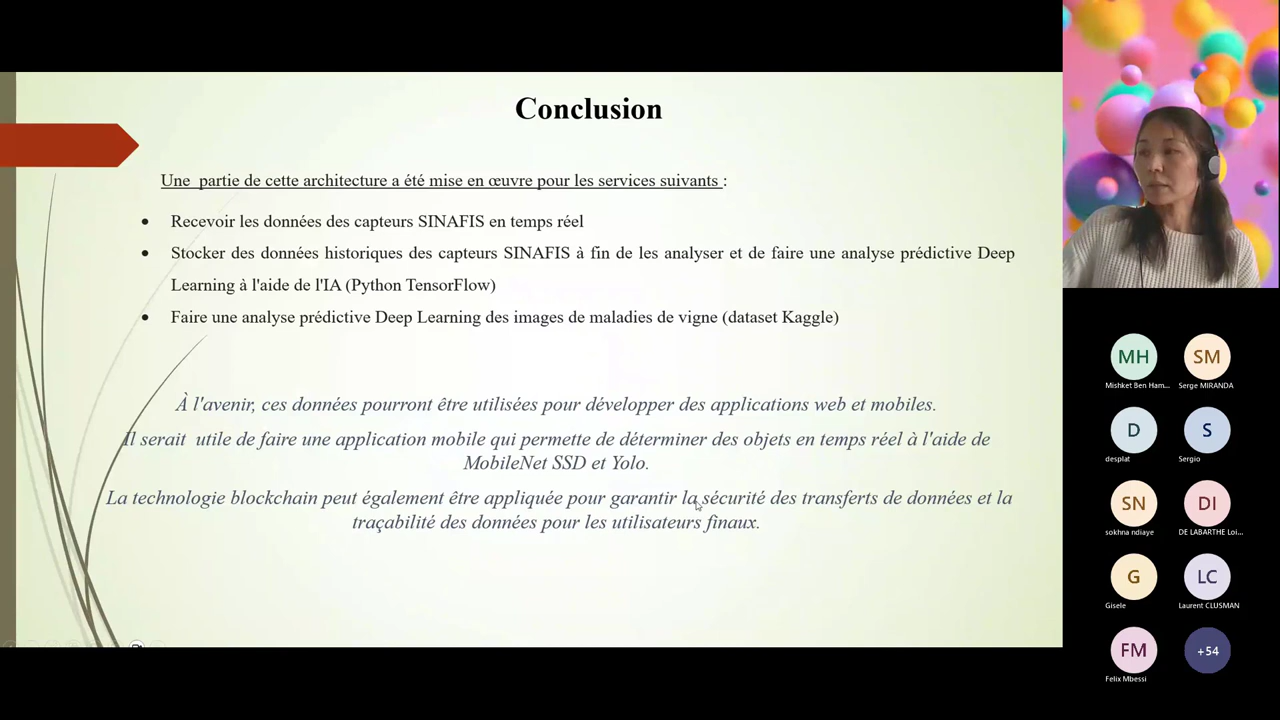 Conclusion
Une partie de cette architecture a été mise en œuvre pour les services suivants :
• Recevoir les données des capteurs SINAFIS en temps réel
• Stocker des données historiques des capteurs SINAFIS à fin de les analyser et de faire une analyse prédictive Deep
Learning à l'aide de l'IA (Python TensorFlow)
• Faire une analyse prédictive Deep Learning des images de maladies de vigne (dataset Kaggle)
À l'avenir, ces données pourront être utilisées pour développer des applications web et mobiles.
Il serait utile de faire une application mobile qui permette de déterminer des objets en temps réel à l'aide de
MobileNet SSD et Yolo.
La technologie blockchain peut également être appliquée pour garantir la sécurité des transferts de données et la
traçabilité des données pour les utilisateurs finaux.
MH SM
Mishket Ben Ham... Serge MIRANDA
D S
desplat Sergio
SN DI
sokhna ndiaye DE LABARTHE Loi...
G LC
Gisele Laurent CLUSMAN
FM +54
Felix Mbessi